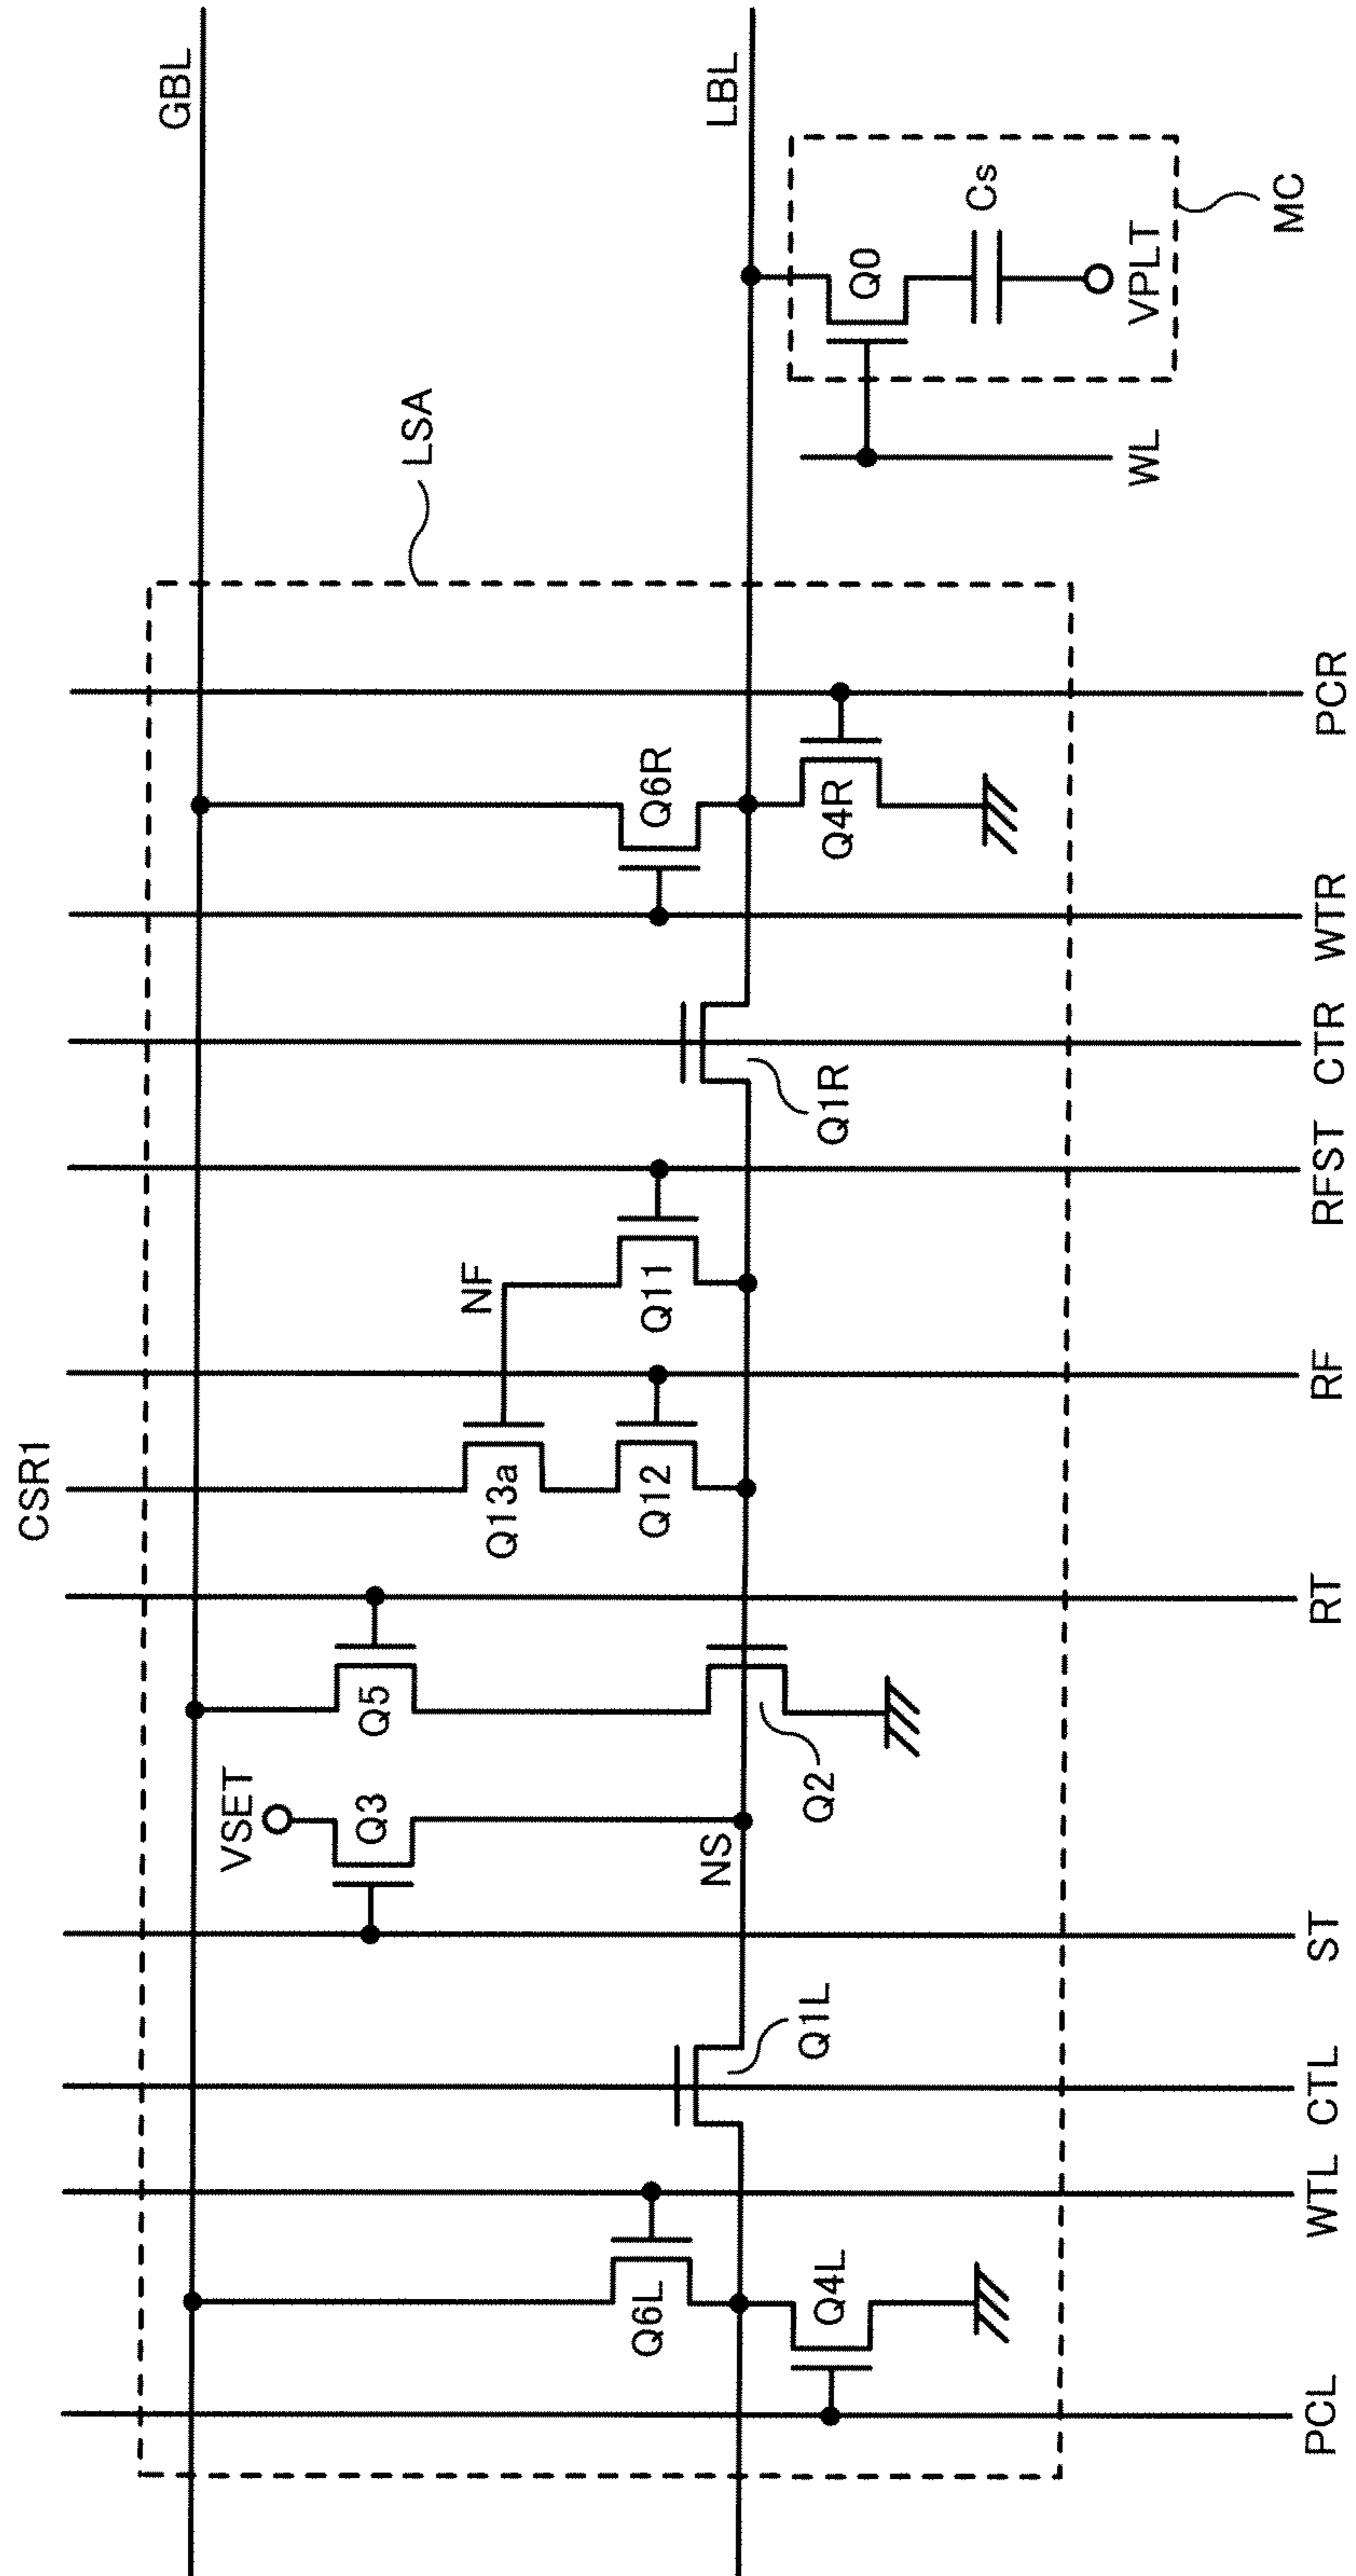 GBL
LBL
Cs
MC
Q0
VPLT
LSA
WL
PCR
Q6R
Q4R
WTR
CTR
Q1R
RFST
NF
Q11
RF
CSR1
Q13a
Q12
RT
Q5
Q2
VSET
Q3
NS
ST
Q1L
CTL
WTL
Q6L
Q4L
PCL